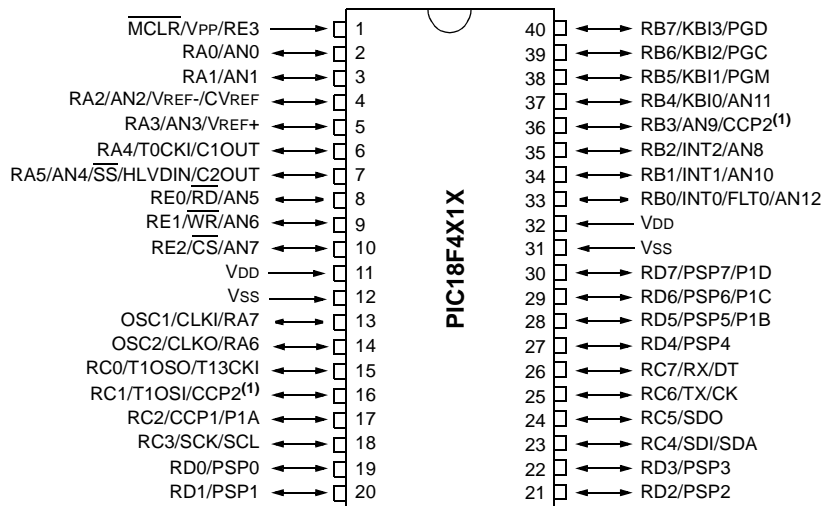 MCLR/VPP/RE3 1 40 RB7/KBI3/PGD
RA0/AN0 2 39 RB6/KBI2/PGC
RA1/AN1 3 38 RB5/KBI1/PGM
RA2/AN2/VREF-/CVREF 4 37 RB4/KBI0/AN11
RA3/AN3/VREF+ 5 36 RB3/AN9/CCP2(1)
RA4/T0CKI/C1OUT 6 35 RB2/INT2/AN8
RA5/AN4/SS/HLVDIN/C2OUT 7 34 RB1/INT1/AN10
RE0/RD/AN5 8 33 RB0/INT0/FLT0/AN12
RE1/WR/AN6 9 32 VDD
RE2/CS/AN7 10 31 VSS
VDD 11 30 RD7/PSP7/P1D
VSS 12 29 RD6/PSP6/P1C
OSC1/CLKI/RA7 13 28 RD5/PSP5/P1B
OSC2/CLKO/RA6 14 27 RD4/PSP4
RC0/T1OSO/T13CKI 15 26 RC7/RX/DT
RC1/T1OSI/CCP2(1) 16 25 RC6/TX/CK
RC2/CCP1/P1A 17 24 RC5/SDO
RC3/SCK/SCL 18 23 RC4/SDI/SDA
RD0/PSP0 19 22 RD3/PSP3
RD1/PSP1 20 21 RD2/PSP2
PIC18F4X1X